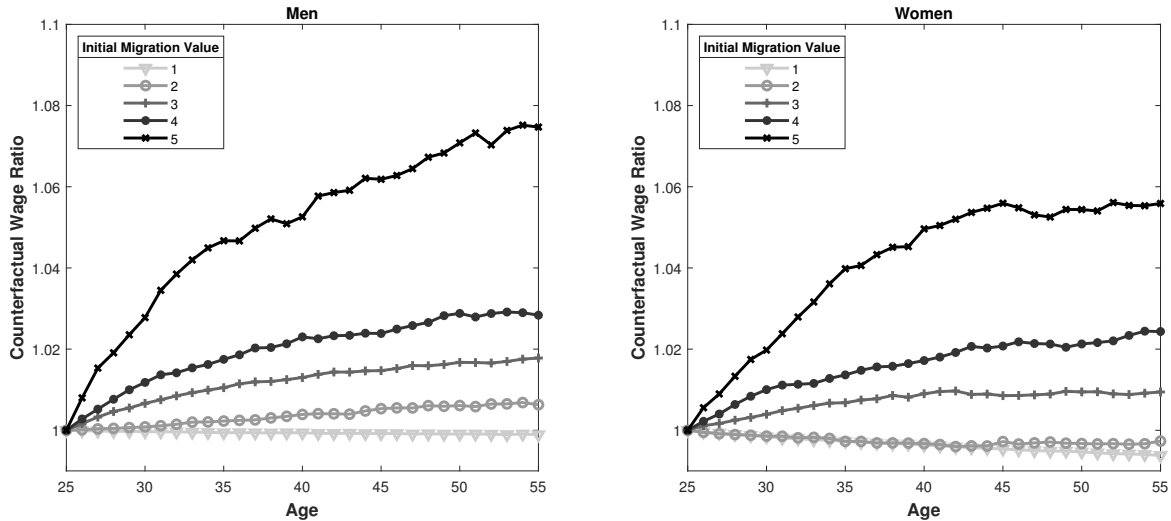 Men
Counterfactual Wage Ratio
1.1
1.08
1.06
1.04
1.02
1
Initial Migration Value
1
2
3
4
5
25 30 35 40 45 50 55
Age
Women
Counterfactual Wage Ratio
1.1
1.08
1.06
1.04
1.02
1
Initial Migration Value
1
2
3
4
5
25 30 35 40 45 50 55
Age